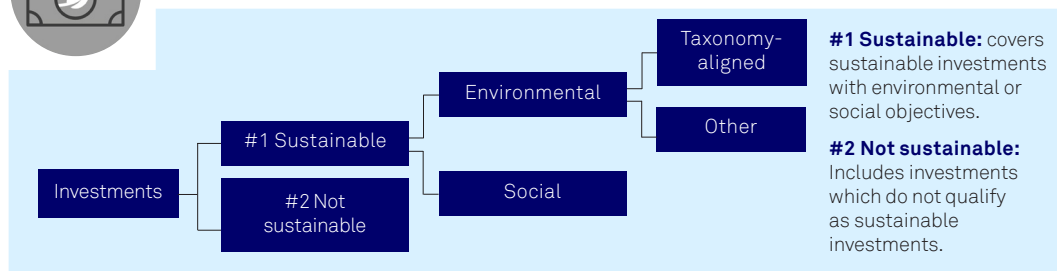 Investments
#1 Sustainable
#2 Not
sustainable
Environmental
Social
Taxonomy-
aligned
Other
#1 Sustainable: covers
sustainable investments
with environmental or
social objectives.
#2 Not sustainable:
Includes investments
which do not qualify
as sustainable
investments.